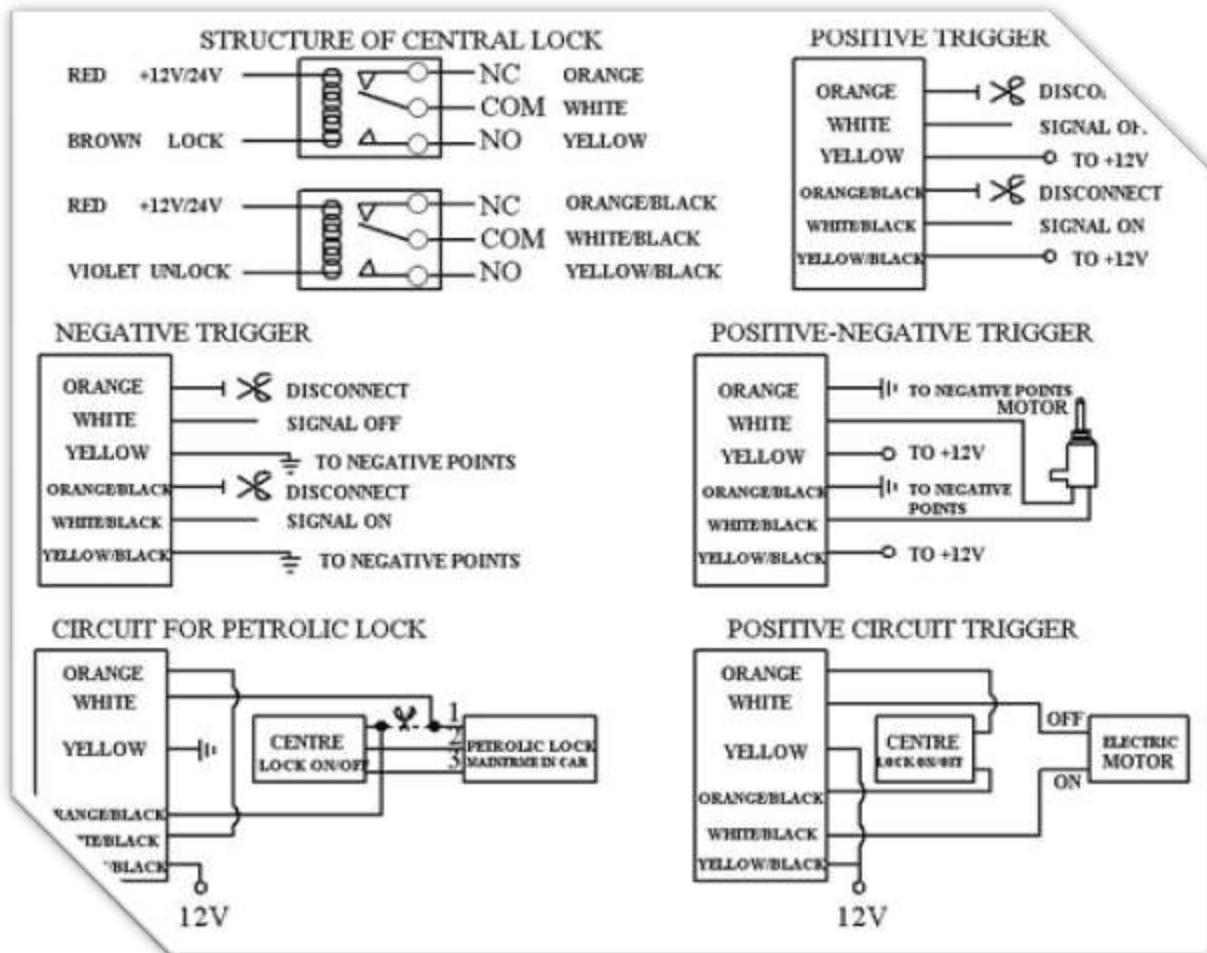 STRUCTURE OF CENTRAL LOCK
RED +12V/24V NC ORANGE
COM WHITE
BROWN LOCK NO YELLOW
RED +12V/24V NC ORANGE/BLACK
COM WHITE/BLACK
VIOLET UNLOCK NO YELLOW/BLACK
POSITIVE TRIGGER
ORANGE
WHITE SIGNAL
YELLOW TO +12V
ORANGE/BLACK DISCONNECT
WHITE/BLACK SIGNAL ON
YELLOW/BLACK TO +12V
NEGATIVE TRIGGER
ORANGE DISCONNECT
WHITE SIGNAL OFF
YELLOW TO NEGATIVE POINTS
ORANGE/BLACK DISCONNECT
WHITE/BLACK SIGNAL ON
YELLOW/BLACK TO NEGATIVE POINTS
POSITIVE-NEGATIVE TRIGGER
ORANGE TO NEGATIVE POINTS
MOTOR
WHITE
YELLOW TO +12V
ORANGE/BLACK TO NEGATIVE
POINTS
WHITE/BLACK
YELLOW/BLACK TO +12V
CIRCUIT FOR PETROLIC LOCK
ORANGE
WHITE
YELLOW
CENTRE
LOCK ON/OFF
1
2
3
PETROLIC LOCK
IN CAR
12V
POSITIVE CIRCUIT TRIGGER
ORANGE
WHITE
YELLOW
ORANGE/BLACK
WHITE/BLACK
YELLOW/BLACK
CENTRE
LOCK ON/OFF
OFF
ON
ELECTRIC
MOTOR
12V